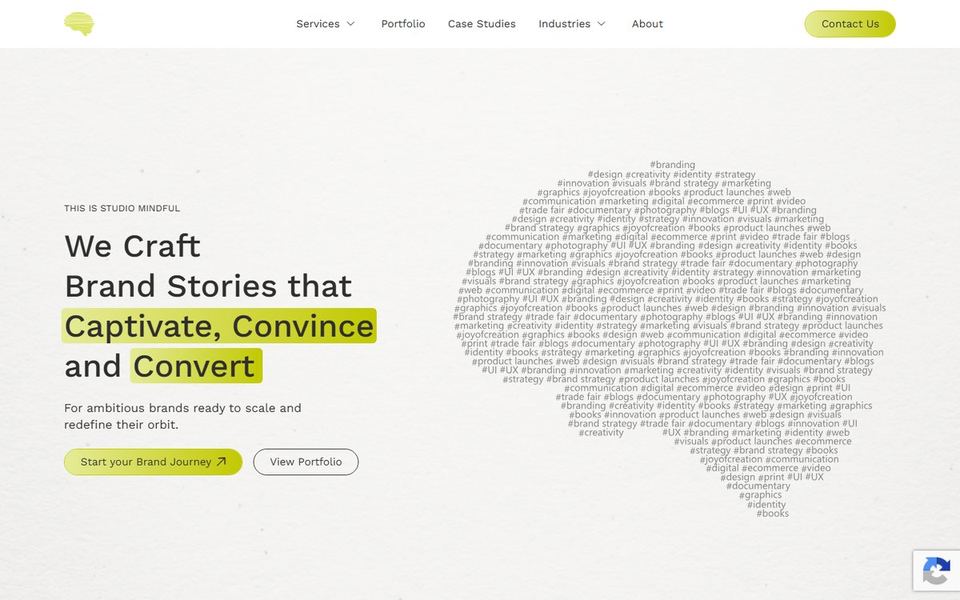 Services
Portfolio
Case Studies
Industries
About
Contact Us
THIS IS STUDIO MINDFUL
We Craft
Brand Stories that
Captivate, Convince
and Convert
For ambitious brands ready to scale and
redefine their orbit.
Start your Brand Journey
View Portfolio
#branding
#design #creativity #identity #strategy
#innovation #visuals #brand strategy #marketing
#graphics #joyofcreation #books #product launches #web
#communication #marketing #digital #ecommerce #print #video
#trade fair #documentary #photography #blogs #UI #UX #branding
#design #creativity #identity #strategy #innovation #visuals #marketing
#brand strategy #graphics #joyofcreation #books #product launches #web
#communication #marketing #digital #ecommerce #print #video #trade fair #blogs
#documentary #photography #UI #UX #branding #design #creativity #identity #books
#strategy #marketing #graphics #joyofcreation #books #product launches #web #design
#branding #innovation #visuals #brand strategy #trade fair #documentary #photography
#blogs #UI #UX #branding #design #creativity #identity #strategy #innovation #marketing
#visuals #brand strategy #graphics #joyofcreation #books #product launches #marketing
#web #communication #digital #ecommerce #print #video #trade fair #blogs #documentary
#photography #UI #UX #branding #design #creativity #identity #books #strategy #joyofcreation
#graphics #joyofcreation #books #product launches #web #design #branding #innovation #visuals
#brand strategy #trade fair #documentary #photography #blogs #UI #UX #branding #innovation
#marketing #creativity #identity #strategy #marketing #visuals #brand strategy #product launches
#joyofcreation #graphics #books #design #web #communication #digital #ecommerce #video
#print #trade fair #blogs #documentary #photography #UI #UX #branding #design #creativity
#identity #books #strategy #marketing #graphics #joyofcreation #books #branding #innovation
#product launches #web #design #visuals #brand strategy #trade fair #documentary #blogs
#UI #UX #branding #innovation #marketing #creativity #identity #strategy #visuals
#strategy #brand strategy #product launches #joyofcreation #graphics #books
#communication #digital #ecommerce #video #design #print #UI
#trade fair #blogs #documentary #photography #UX #joyofcreation
#branding #creativity #identity #books #strategy #marketing #graphics
#books #innovation #product launches #web #design #visuals
#brand strategy #trade fair #documentary #blogs #innovation #UI
#creativity #UX #branding #marketing #identity #web
#visuals #product launches #ecommerce
#strategy #brand strategy #books
#joyofcreation #communication
#digital #ecommerce #video
#design #print #UI #UX
#documentary
#graphics
#identity
#books